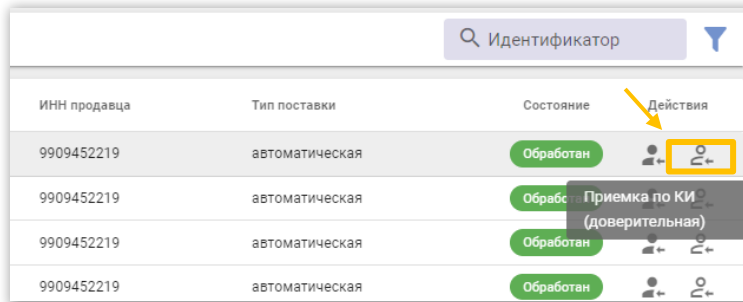 Идентификатор
ИНН продавца Тип поставки Состояние Действия
9909452219 автоматическая Обработан
9909452219 автоматическая Обрабо
Приемка по КИ
(доверительная)
9909452219 автоматическая Обработан
9909452219 автоматическая Обработан